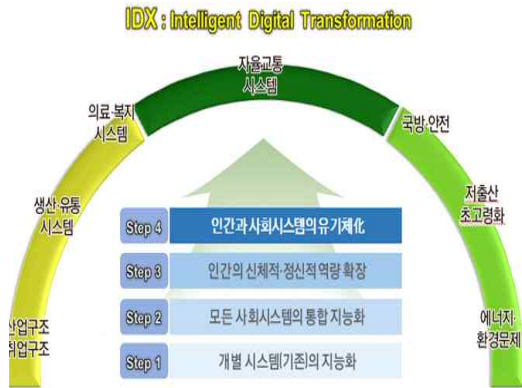 IDX : Intelligent Digital Transformation
자율교통
시스템
의료·복지
시스템
국방·안전
생산·유통
시스템
저출산
초고령화
산업구조
취업구조
에너지·
환경문제
Step 4 인간과 사회시스템의 유기체化
Step 3 인간의 신체적·정신적 역량 확장
Step 2 모든 사회시스템의 통합 지능화
Step 1 개별 시스템(기존)의 지능화